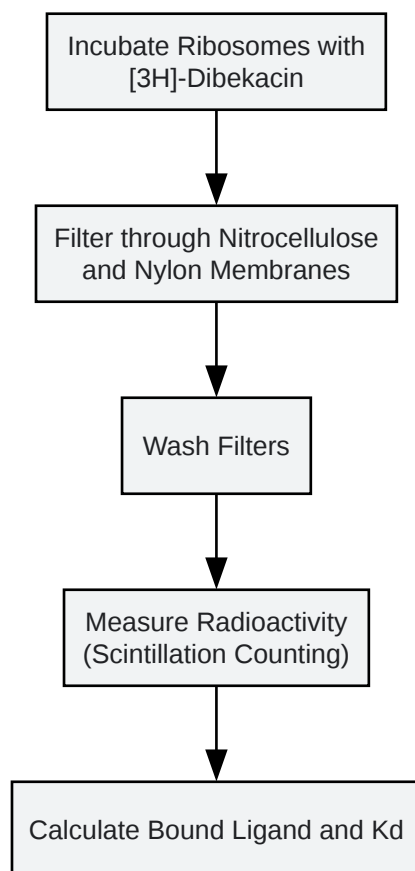 Incubate Ribosomes with
[3H]-Dibekacin
Filter through Nitrocellulose
and Nylon Membranes
Wash Filters
Measure Radioactivity
(Scintillation Counting)
Calculate Bound Ligand and Kd